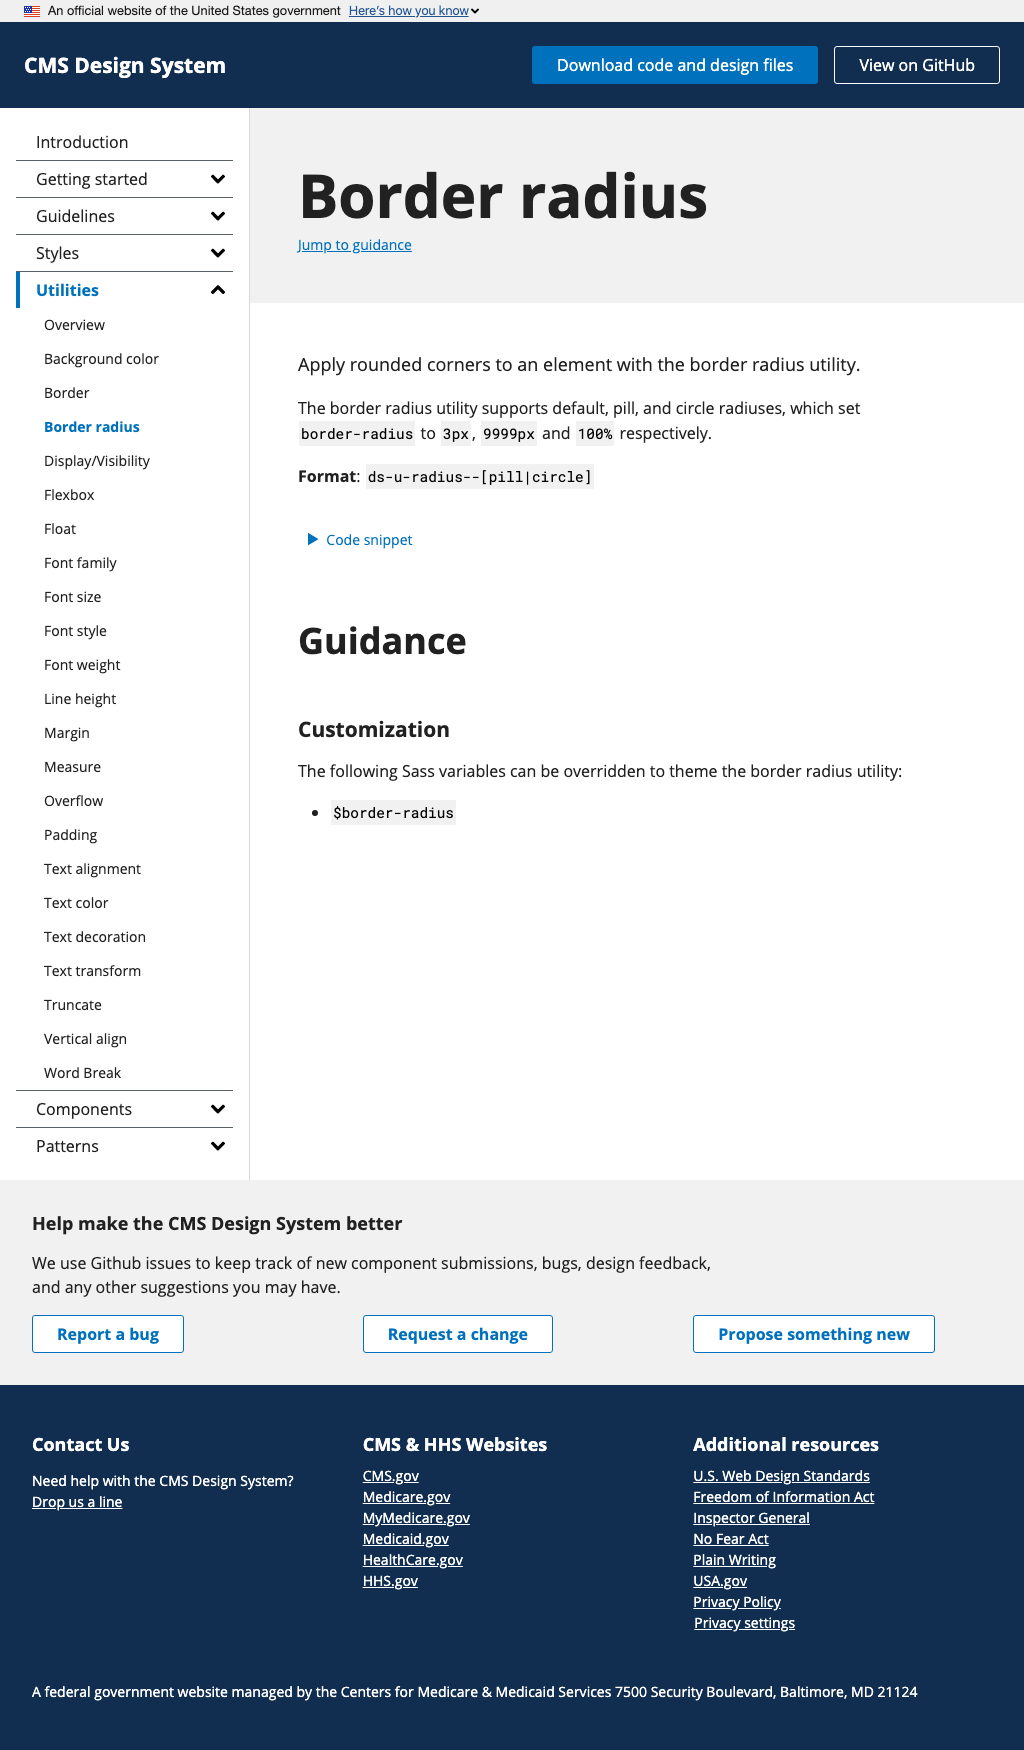 An official website of the United States government Here's how you know
CMS Design System
Download code and design files
View on GitHub
Introduction
Getting started
Guidelines
Styles
Utilities
Overview
Background color
Border
Border radius
Display/Visibility
Flexbox
Float
Font family
Font size
Font style
Font weight
Line height
Margin
Measure
Overflow
Padding
Text alignment
Text color
Text decoration
Text transform
Truncate
Vertical align
Word Break
Components
Patterns
Border radius
Jump to guidance
Apply rounded corners to an element with the border radius utility.
The border radius utility supports default, pill, and circle radiuses, which set
border-radius to 3px, 9999px and 100% respectively.
Format: ds-u-radius--[pill|circle]
Code snippet
Guidance
Customization
The following Sass variables can be overridden to theme the border radius utility:
• $border-radius
Help make the CMS Design System better
We use Github issues to keep track of new component submissions, bugs, design feedback,
and any other suggestions you may have.
Report a bug
Request a change
Propose something new
Contact Us
Need help with the CMS Design System?
Drop us a line
CMS & HHS Websites
CMS.gov
Medicare.gov
MyMedicare.gov
Medicaid.gov
HealthCare.gov
HHS.gov
Additional resources
U.S. Web Design Standards
Freedom of Information Act
Inspector General
No Fear Act
Plain Writing
USA.gov
Privacy Policy
Privacy settings
A federal government website managed by the Centers for Medicare & Medicaid Services 7500 Security Boulevard, Baltimore, MD 21124